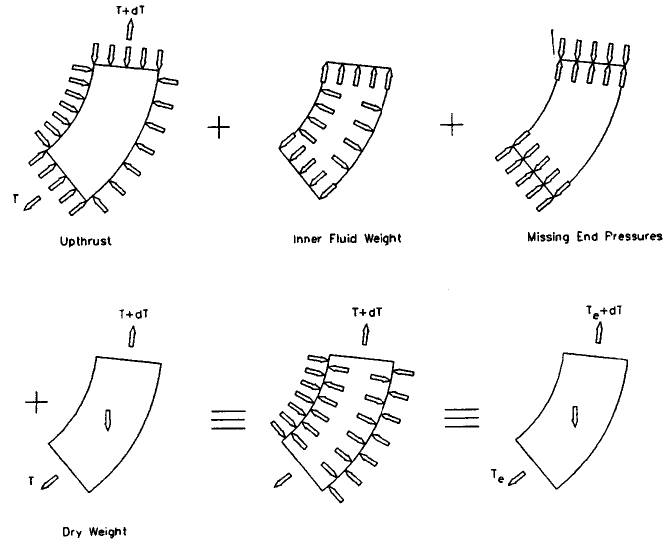 T+dT
T
Upthrust
Inner Fluid Weight
Missing End Pressures
T+dT
T+dT
Te+dT
T
Te
Dry Weight